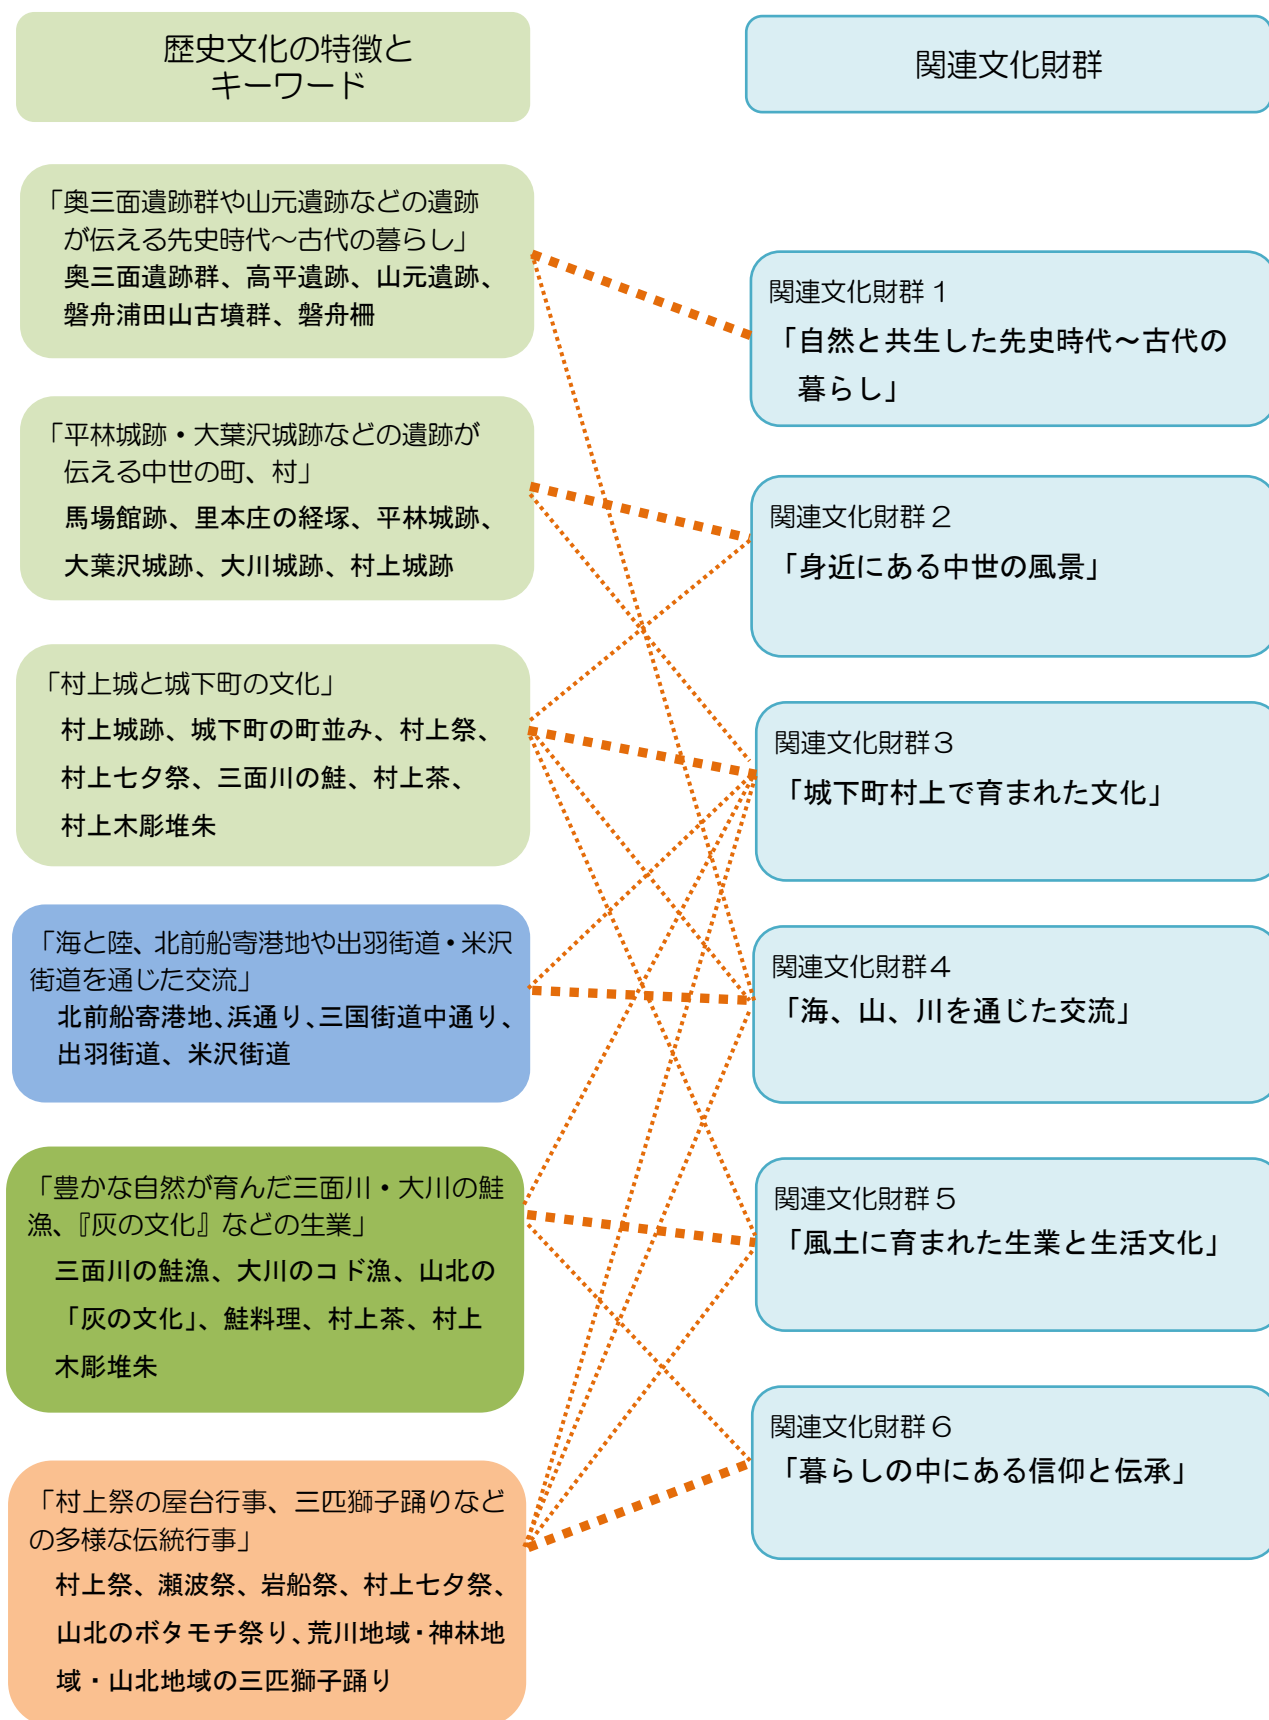 歴史文化の特徴と
キーワード
「奥三面遺跡群や山元遺跡などの遺跡
が伝える先史時代～古代の暮らし」
奥三面遺跡群、高平遺跡、山元遺跡、
磐舟浦田山古墳群、磐舟柵
「平林城跡・大葉沢城跡などの遺跡が
伝える中世の町、村」
馬場館跡、里本庄の経塚、平林城跡、
大葉沢城跡、大川城跡、村上城跡
「村上城と城下町の文化」
村上城跡、城下町の町並み、村上祭、
村上七夕祭、三面川の鮭、村上茶、
村上木彫堆朱
「海と陸、北前船寄港地や出羽街道・米沢
街道を通じた交流」
北前船寄港地、浜通り、三国街道中通り、
出羽街道、米沢街道
「豊かな自然が育んだ三面川・大川の鮭
漁、『灰の文化』などの生業」
三面川の鮭漁、大川のコド漁、山北の
「灰の文化」、鮭料理、村上茶、村上
木彫堆朱
「村上祭の屋台行事、三匹獅子踊りなど
の多様な伝統行事」
村上祭、瀬波祭、岩船祭、村上七夕祭、
山北のボタモチ祭り、荒川地域・神林地
域・山北地域の三匹獅子踊り
関連文化財群
関連文化財群１
「自然と共生した先史時代～古代の
暮らし」
関連文化財群２
「身近にある中世の風景」
関連文化財群３
「城下町村上で育まれた文化」
関連文化財群４
「海、山、川を通じた交流」
関連文化財群５
「風土に育まれた生業と生活文化」
関連文化財群６
「暮らしの中にある信仰と伝承」